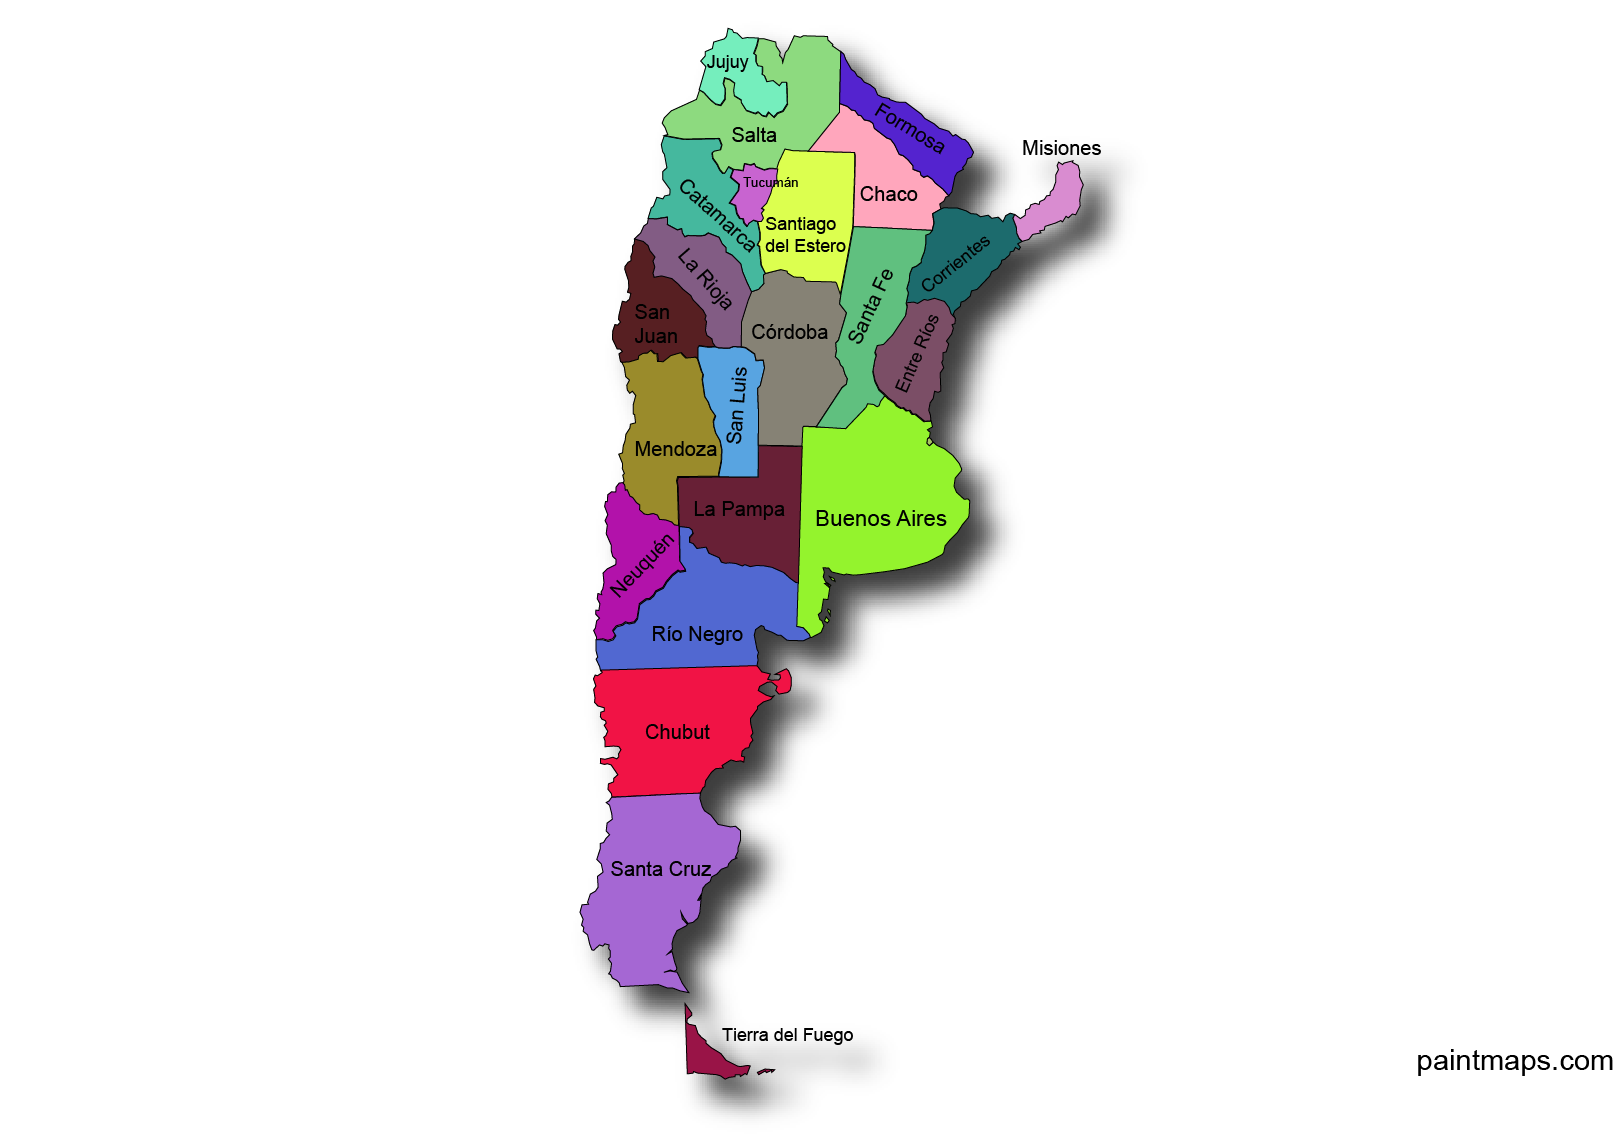 Jujuy
Formosa
Salta
Misiones
Tucumán
Chaco
Catamarca
Santiago
del Estero
Corrientes
La Rioja
Santa Fe
San
Juan
Córdoba
Entre Ríos
San Luis
Mendoza
La Pampa
Buenos Aires
Neuquén
Río Negro
Chubut
Santa Cruz
Tierra del Fuego
paintmaps.com